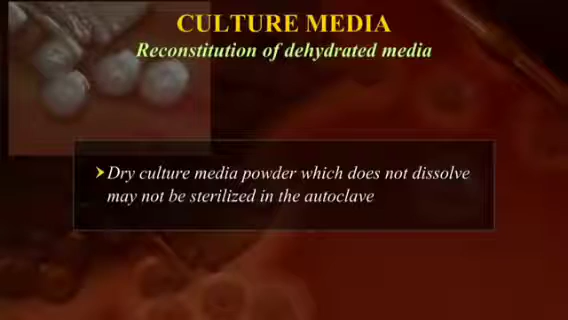 CULTURE MEDIA
Reconstitution of dehydrated media
Dry culture media powder which does not dissolve
may not be sterilized in the autoclave